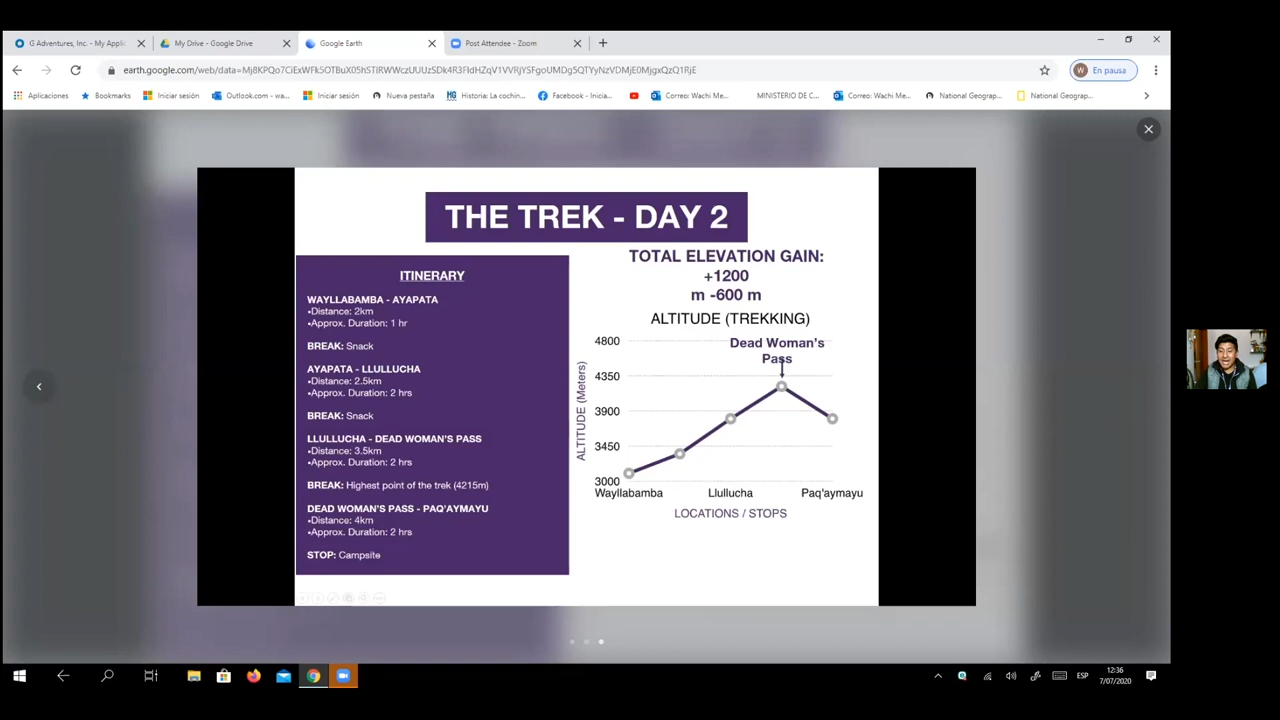 G Adventures, Inc. - My Applic
My Drive - Google Drive
Google Earth
Post Attendee - Zoom
En pausa
Aplicaciones
Bookmarks
Iniciar sesión
Outlook.com - wa...
Iniciar sesión
Nueva pestaña
Historia: La cochin...
Facebook - Inicia...
Correo: Wachi Me...
MINISTERIO DE C...
Correo: Wachi Me...
National Geograp...
National Geograp...
THE TREK - DAY 2
ITINERARY
WAYLLABAMBA - AYAPATA
•Distance: 2km
•Approx. Duration: 1 hr
BREAK: Snack
AYAPATA - LLULLUCHA
•Distance: 2.5km
•Approx. Duration: 2 hrs
BREAK: Snack
LLULLUCHA - DEAD WOMAN'S PASS
•Distance: 3.5km
•Approx. Duration: 2 hrs
BREAK: Highest point of the trek (4215m)
DEAD WOMAN'S PASS - PAQ'AYMAYU
•Distance: 4km
•Approx. Duration: 2 hrs
STOP: Campsite
TOTAL ELEVATION GAIN:
+1200
m -600 m
ALTITUDE (TREKKING)
Dead Woman's
Pass
4800
4350
3900
3450
3000
ALTITUDE (Meters)
Wayllabamba
Llullucha
Paq'aymayu
LOCATIONS / STOPS
ESP
12:36
7/07/2020